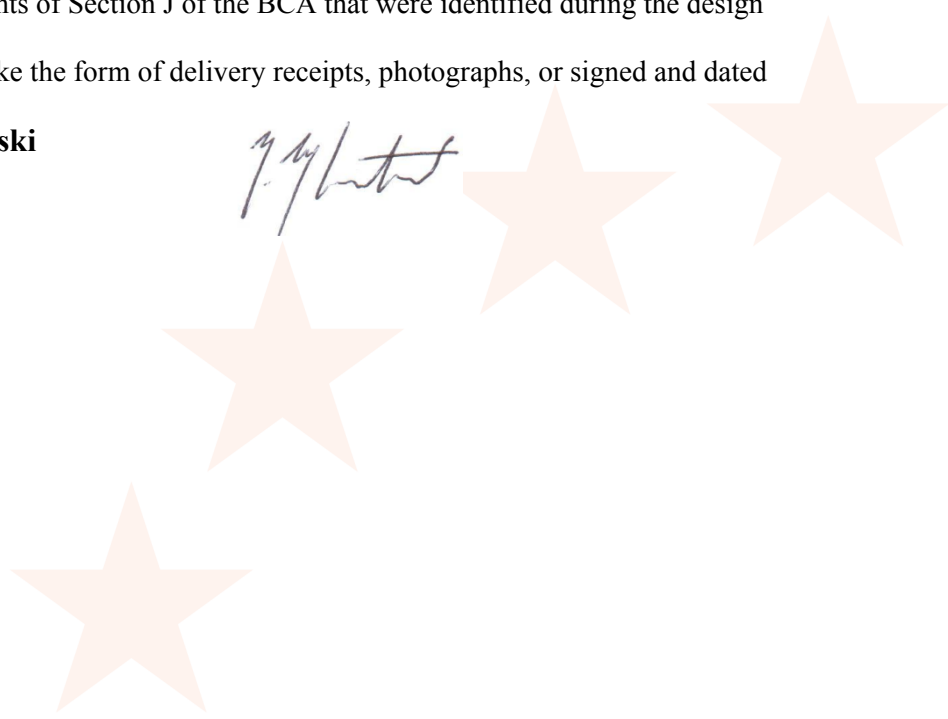 nts of Section J of the BCA that were identified during the design
ke the form of delivery receipts, photographs, or signed and dated
ski